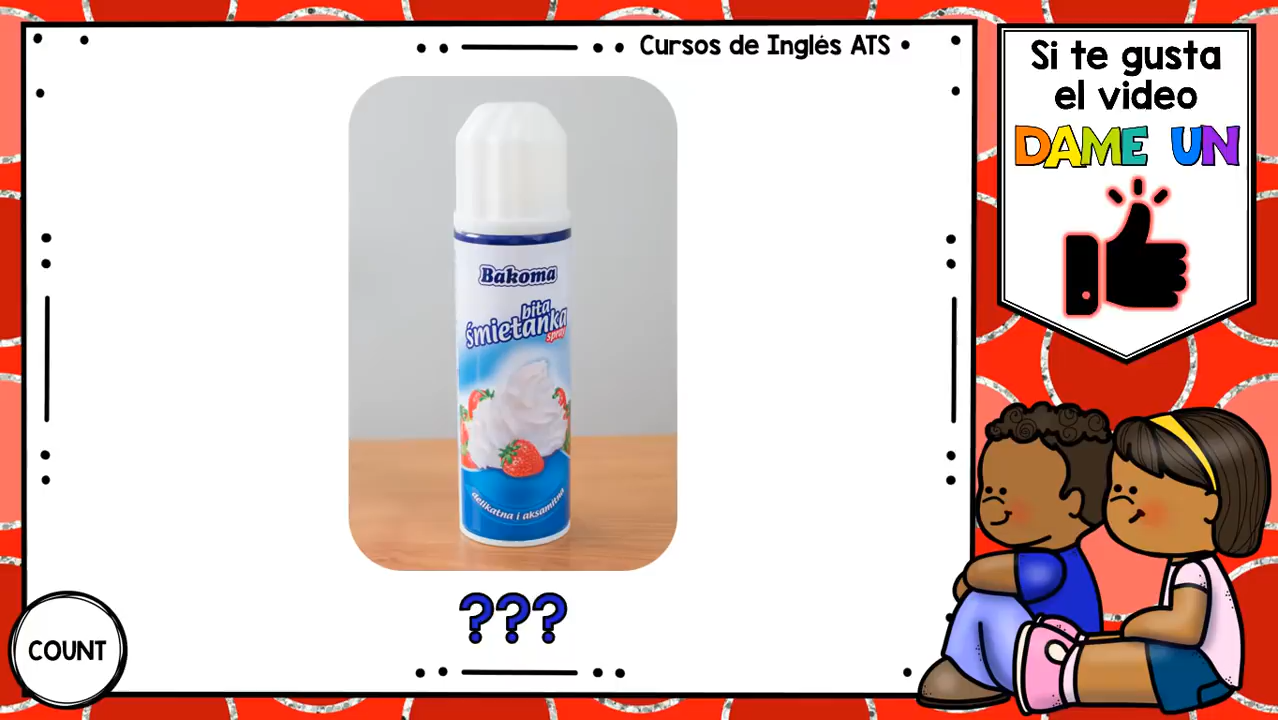 Cursos de Inglés ATS
Si te gusta
el video
DAME UN
Bakoma
bita
śmietanka
spray
delikatna i aksamitna
???
COUNT